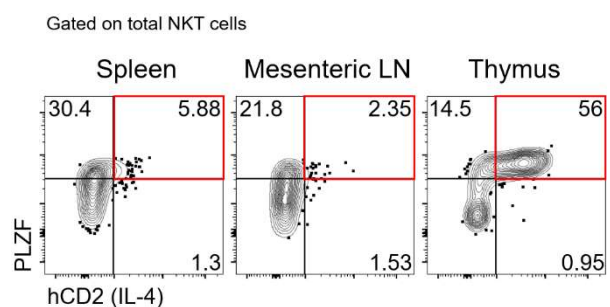 Gated on total NKT cells
Spleen Mesenteric LN Thymus
30.4 5.88 21.8 2.35 14.5 56
1.3 1.53 0.95
PLZF
hCD2 (IL-4)